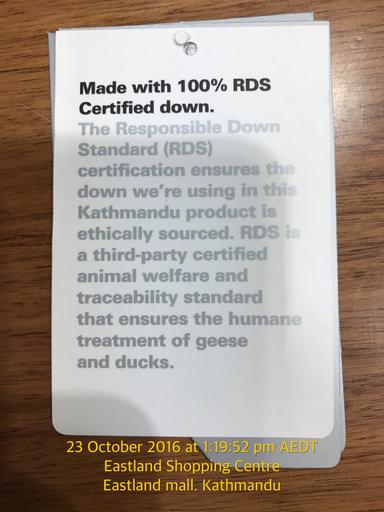 Made with 100% RDS
Certified down.
The Responsible Down
Standard (RDS)
certification ensures the
down we're using in this
Kathmandu product is
ethically sourced. RDS is
a third-party certified
animal welfare and
traceability standard
that ensures the humane
treatment of geese
and ducks.
23 October 2016 at 1:19:52 pm AEDT
Eastland Shopping Centre
Eastland mall. Kathmandu